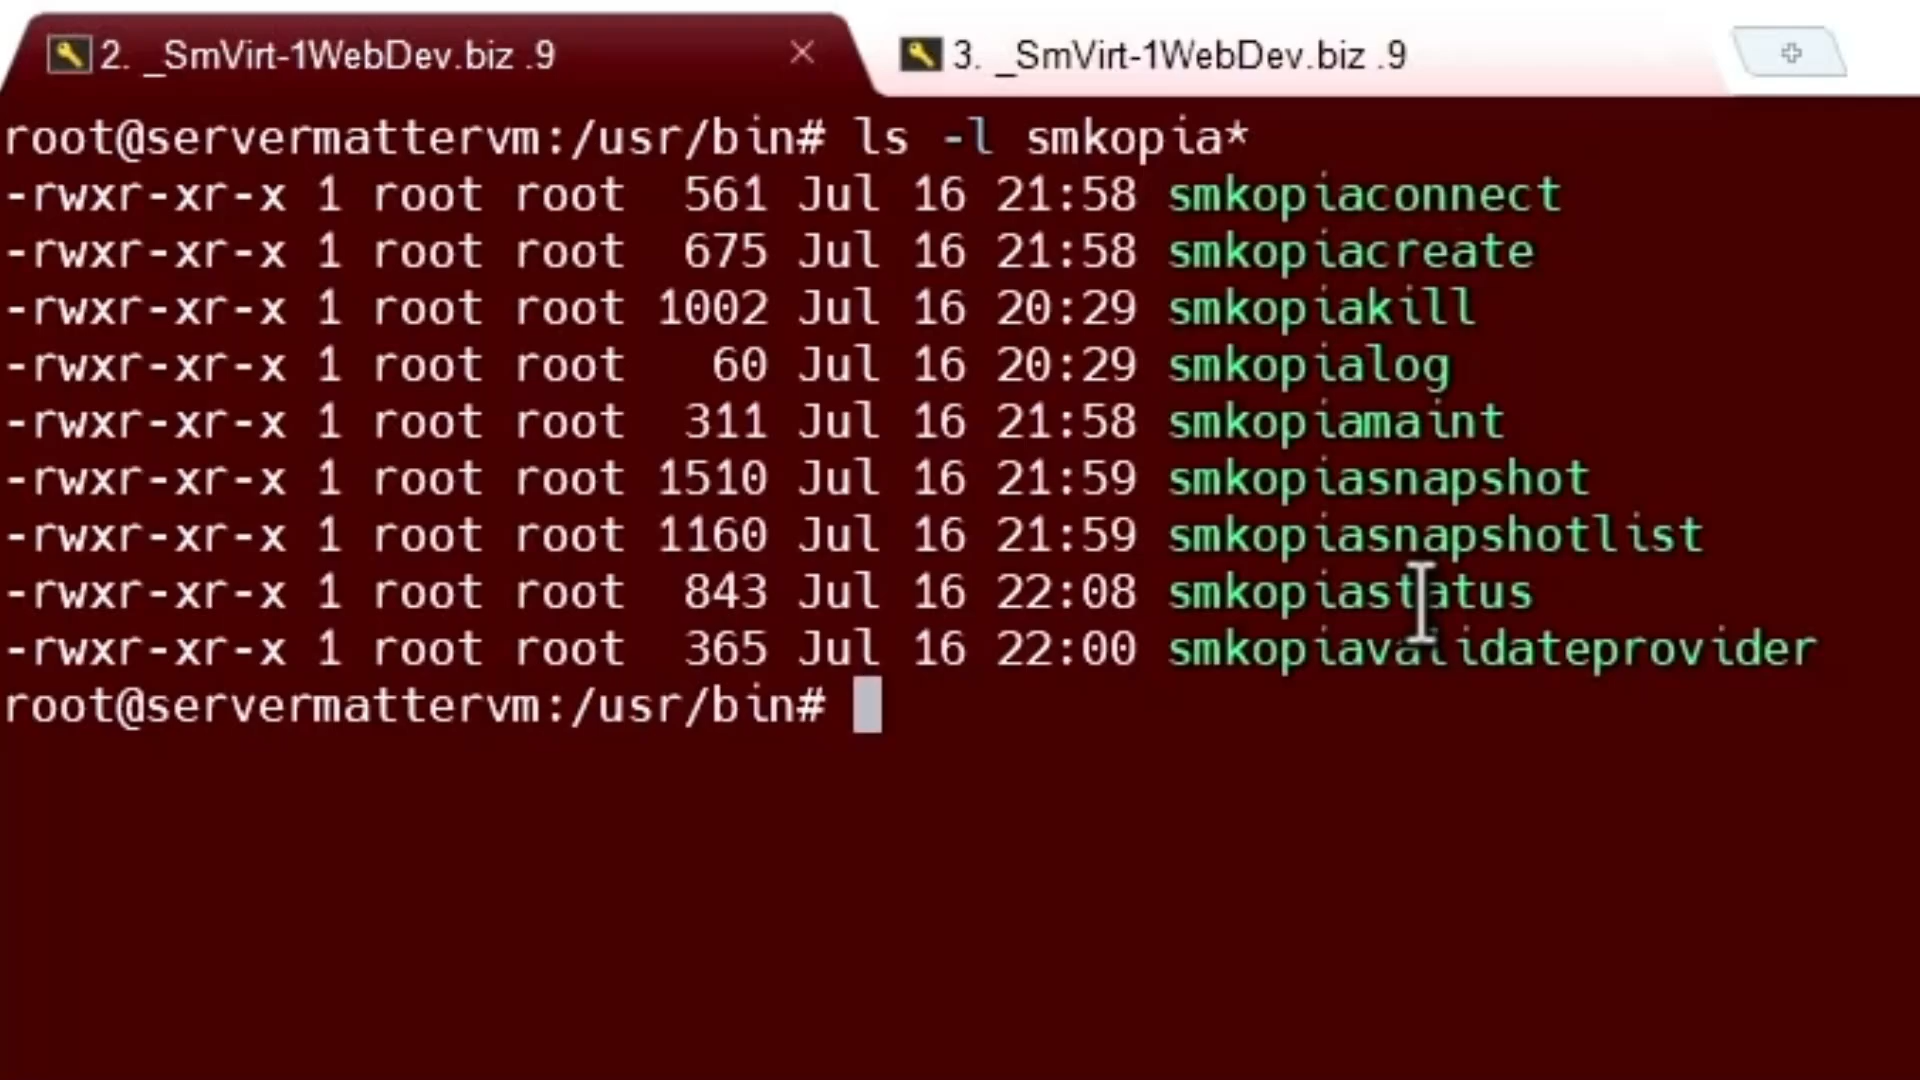 2. _SmVirt-1WebDev.biz .9
3. _SmVirt-1WebDev.biz .9
root@servermattervm:/usr/bin# ls -l smkopia*
-rwxr-xr-x 1 root root  561 Jul 16 21:58 smkopiaconnect
-rwxr-xr-x 1 root root  675 Jul 16 21:58 smkopiacreate
-rwxr-xr-x 1 root root 1002 Jul 16 20:29 smkopiakill
-rwxr-xr-x 1 root root   60 Jul 16 20:29 smkopialog
-rwxr-xr-x 1 root root  311 Jul 16 21:58 smkopiamaint
-rwxr-xr-x 1 root root 1510 Jul 16 21:59 smkopiasnapshot
-rwxr-xr-x 1 root root 1160 Jul 16 21:59 smkopiasnapshotlist
-rwxr-xr-x 1 root root  843 Jul 16 22:08 smkopiastatus
-rwxr-xr-x 1 root root  365 Jul 16 22:00 smkopiavalidateprovider
root@servermattervm:/usr/bin#